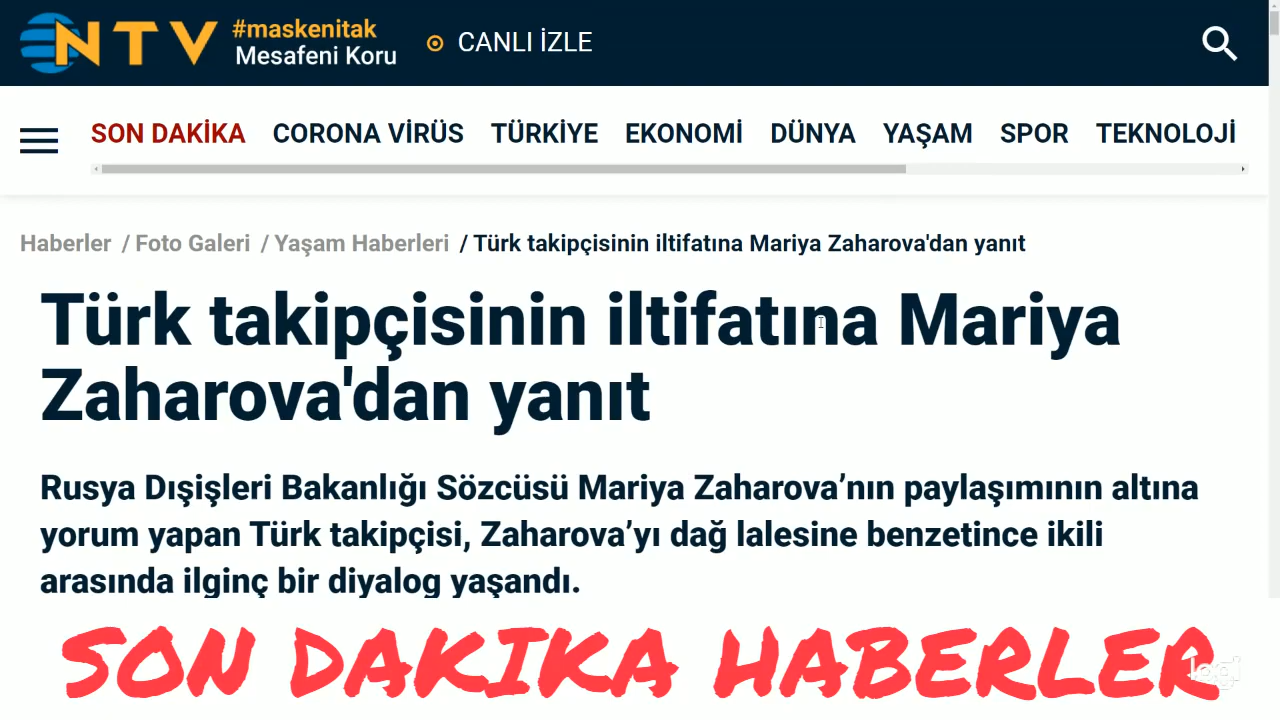 NTV
#maskenitak
Mesafeni Koru
CANLI İZLE
SON DAKİKA CORONA VİRÜS TÜRKİYE EKONOMİ DÜNYA YAŞAM SPOR TEKNOLOJİ
Haberler / Foto Galeri / Yaşam Haberleri / Türk takipçisinin iltifatına Mariya Zaharova'dan yanıt
Türk takipçisinin iltifatına Mariya
Zaharova'dan yanıt
Rusya Dışişleri Bakanlığı Sözcüsü Mariya Zaharova’nın paylaşımının altına
yorum yapan Türk takipçisi, Zaharova’yı dağ lalesine benzetince ikili
arasında ilginç bir diyalog yaşandı.
SON DAKIKA HABERLER